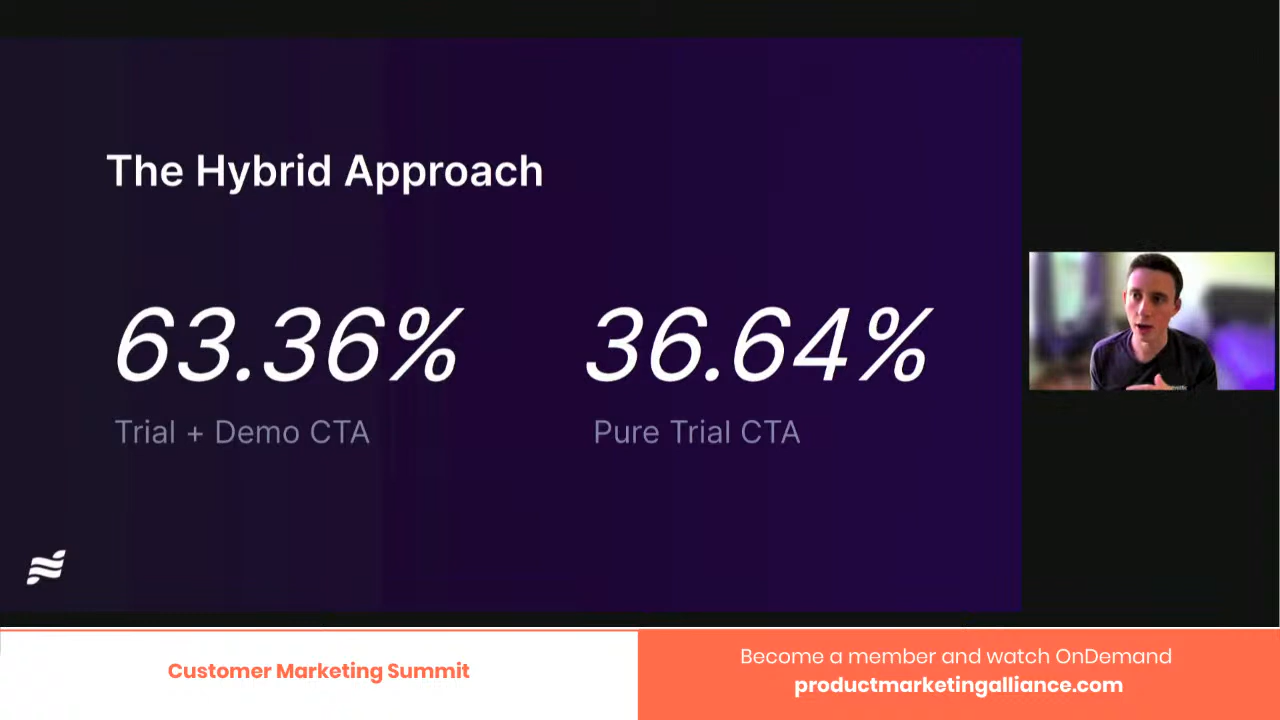 The Hybrid Approach
63.36%
36.64%
Trial + Demo CTA
Pure Trial CTA
Customer Marketing Summit
Become a member and watch OnDemand
productmarketingalliance.com